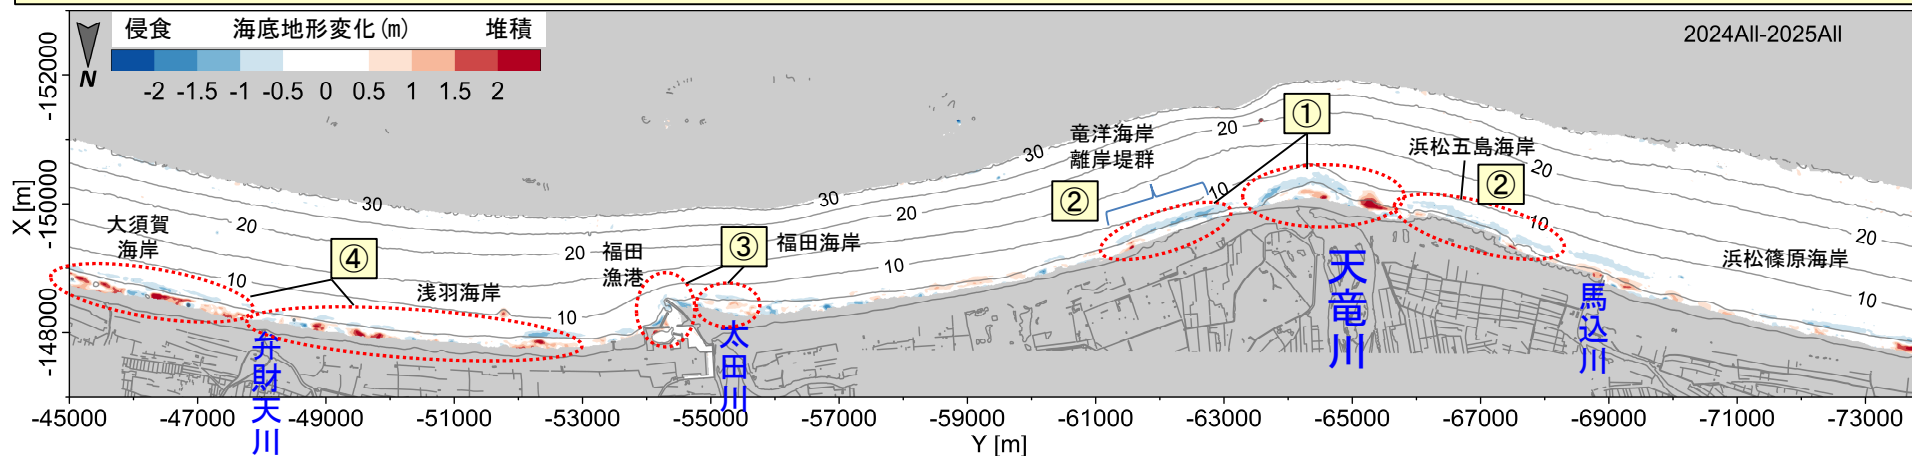 侵食 海底地形変化(m) 堆積
-2 -1.5 -1 -0.5 0 0.5 1 1.5 2
N
2024All-2025All
-152000
-150000
-148000
X [m]
①
竜洋海岸
離岸堤群
②
浜松五島海岸
②
30
20
10
30
20
10
20
10
30
20
10
20
10
20
10
大須賀
海岸
④
浅羽海岸
福田
漁港
③
福田海岸
浜松篠原海岸
弁財天川
太田川
天竜川
馬込川
-45000 -47000 -49000 -51000 -53000 -55000 -57000 -59000 -61000 -63000 -65000 -67000 -69000 -71000 -73000
Y [m]